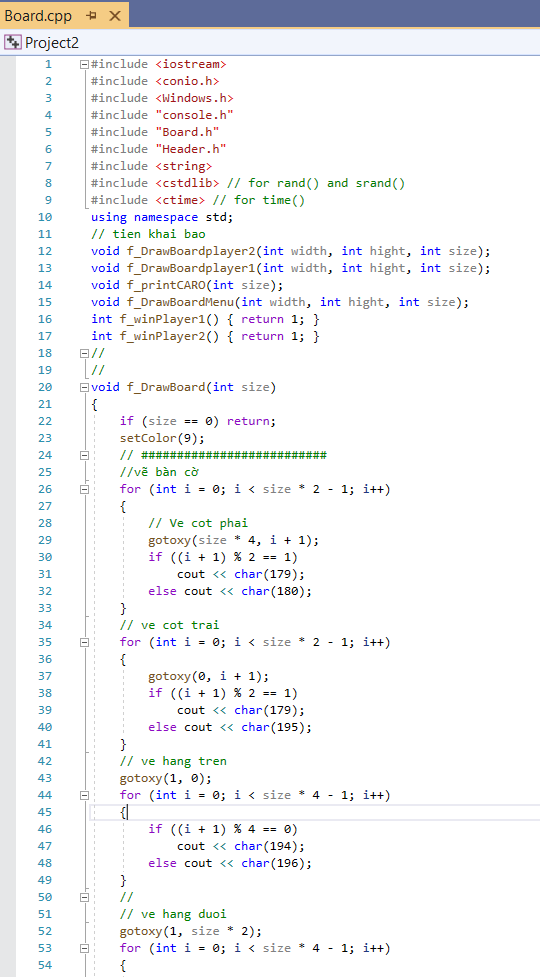 Board.cpp
Project2
1 #include <iostream>
2 #include <conio.h>
3 #include <Windows.h>
4 #include "console.h"
5 #include "Board.h"
6 #include "Header.h"
7 #include <string>
8 #include <cstdlib> // for rand() and srand()
9 #include <ctime> // for time()
10 using namespace std;
11 // tien khai bao
12 void f_DrawBoardplayer2(int width, int hight, int size);
13 void f_DrawBoardplayer1(int width, int hight, int size);
14 void f_printCARO(int size);
15 void f_DrawBoardMenu(int width, int hight, int size);
16 int f_winPlayer1() { return 1; }
17 int f_winPlayer2() { return 1; }
18 //
19 //
20 void f_DrawBoard(int size)
21 {
22     if (size == 0) return;
23     setColor(9);
24     // ##########################
25     //vẽ bàn cờ
26     for (int i = 0; i < size * 2 - 1; i++)
27     {
28         // Ve cot phai
29         gotoxy(size * 4, i + 1);
30         if ((i + 1) % 2 == 1)
31             cout << char(179);
32         else cout << char(180);
33     }
34     // ve cot trai
35     for (int i = 0; i < size * 2 - 1; i++)
36     {
37         gotoxy(0, i + 1);
38         if ((i + 1) % 2 == 1)
39             cout << char(179);
40         else cout << char(195);
41     }
42     // ve hang tren
43     gotoxy(1, 0);
44     for (int i = 0; i < size * 4 - 1; i++)
45     {
46         if ((i + 1) % 4 == 0)
47             cout << char(194);
48         else cout << char(196);
49     }
50     //
51     // ve hang duoi
52     gotoxy(1, size * 2);
53     for (int i = 0; i < size * 4 - 1; i++)
54     {